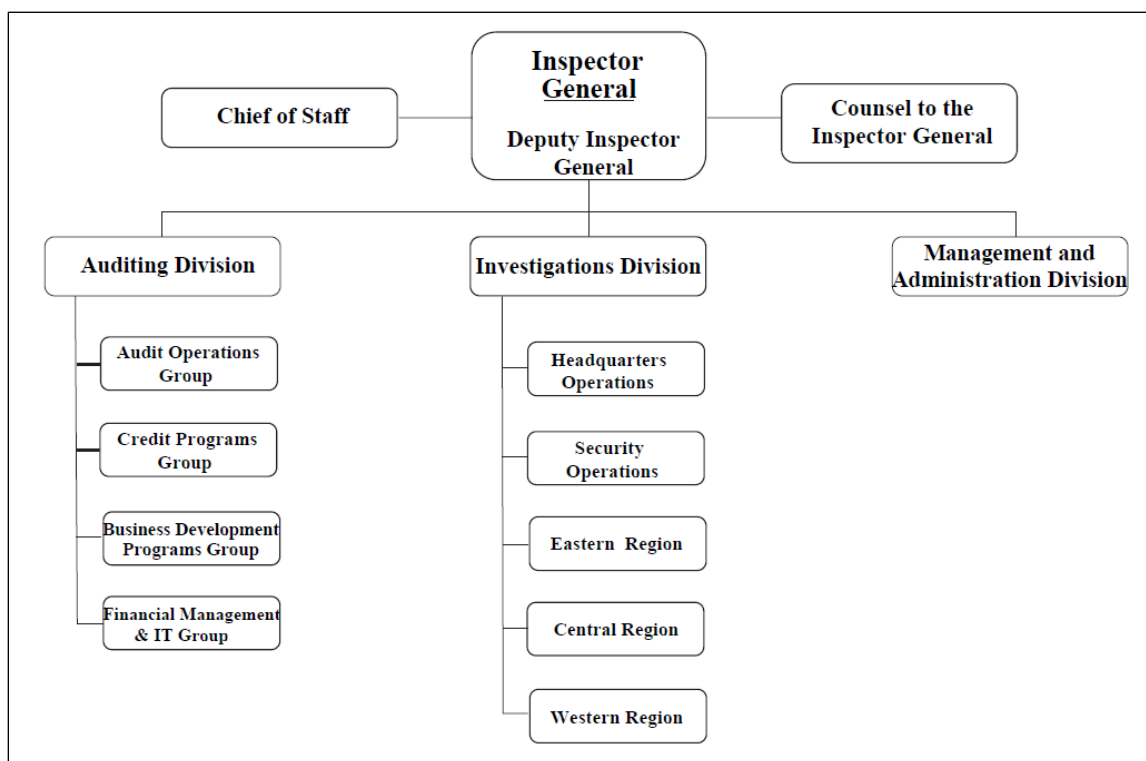 Inspector
General
Deputy Inspector
General
Chief of Staff
Counsel to the
Inspector General
Auditing Division
Investigations Division
Management and
Administration Division
Audit Operations
Group
Credit Programs
Group
Business Development
Programs Group
Financial Management
& IT Group
Headquarters
Operations
Security
Operations
Eastern Region
Central Region
Western Region